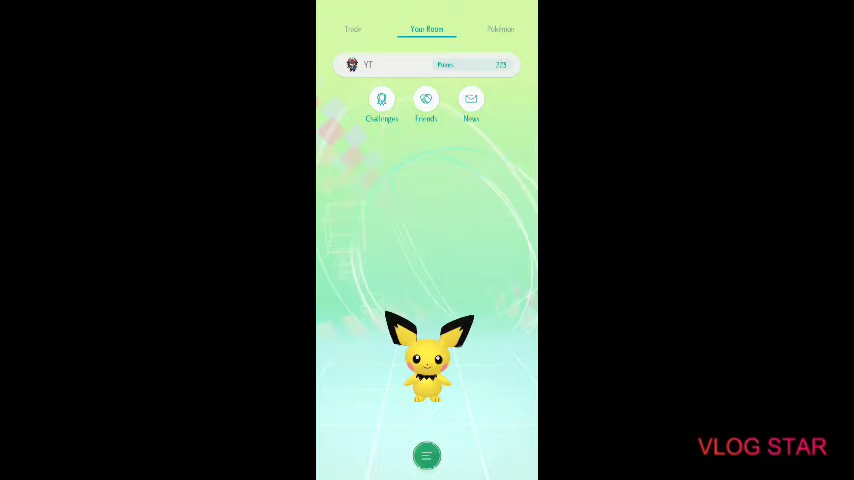 Trade Your Room Pokémon
YT Points 223
Challenges Friends News
VLOG STAR